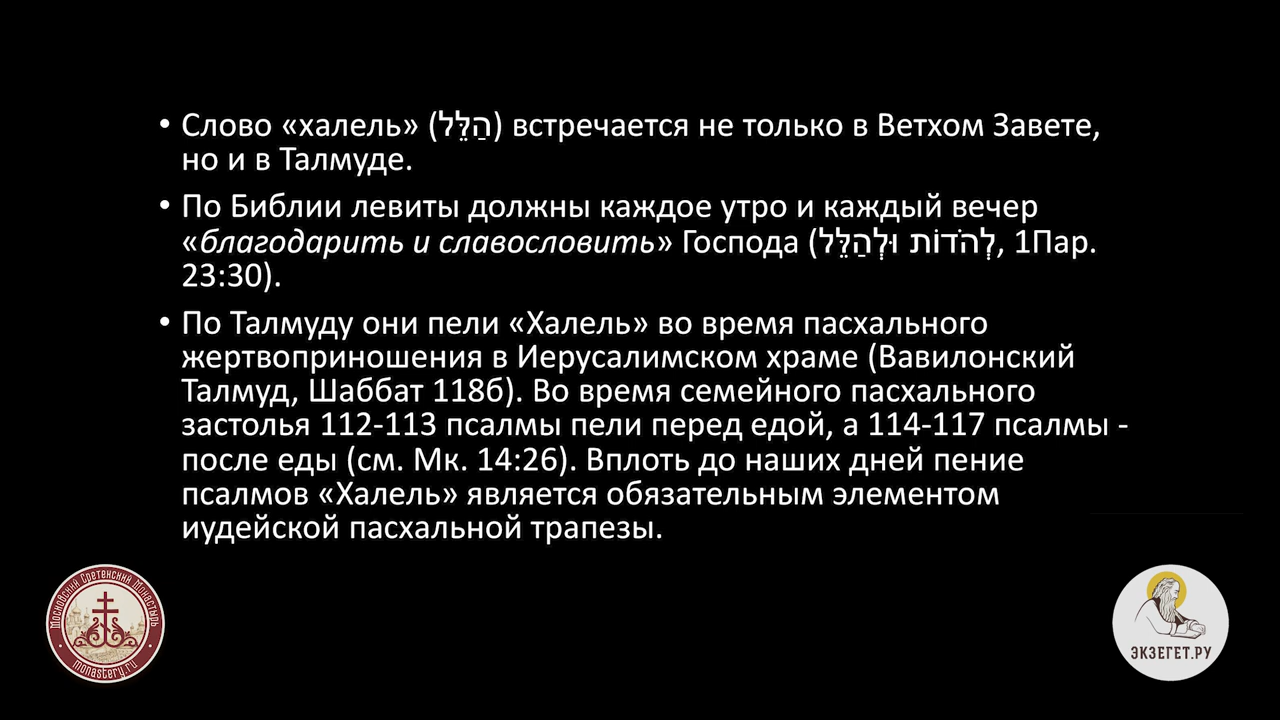 • Слово «халель» (הַלֵּל) встречается не только в Ветхом Завете,
но и в Талмуде.
• По Библии левиты должны каждое утро и каждый вечер
«благодарить и славословить» Господа (לְהֹדוֹת וּלְהַלֵּל, 1Пар.
23:30).
• По Талмуду они пели «Халель» во время пасхального
жертвоприношения в Иерусалимском храме (Вавилонский
Талмуд, Шаббат 118б). Во время семейного пасхального
застолья 112-113 псалмы пели перед едой, а 114-117 псалмы -
после еды (см. Мк. 14:26). Вплоть до наших дней пение
псалмов «Халель» является обязательным элементом
иудейской пасхальной трапезы.
Московский Сретенский Монастырь
monastery.ru
ЭКЗЕГЕТ.РУ